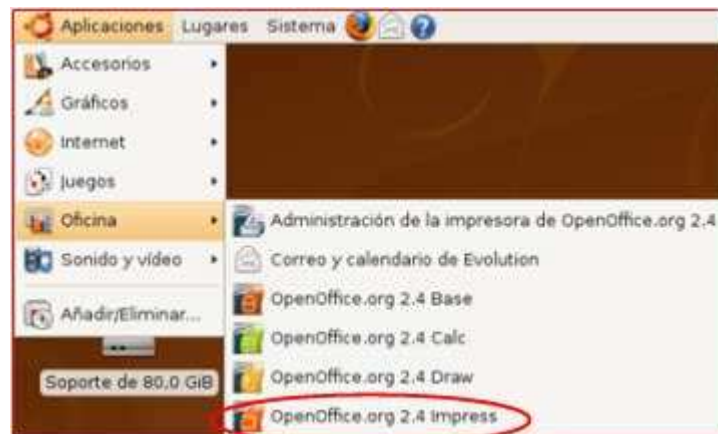 Aplicaciones Lugares Sistema
Accesorios
Gráficos
Internet
Juegos
Oficina
Sonido y vídeo
Añadir/Eliminar...
Soporte de 80,0 GiB
Administración de la impresora de OpenOffice.org 2.4
Correo y calendario de Evolution
OpenOffice.org 2.4 Base
OpenOffice.org 2.4 Calc
OpenOffice.org 2.4 Draw
OpenOffice.org 2.4 Impress